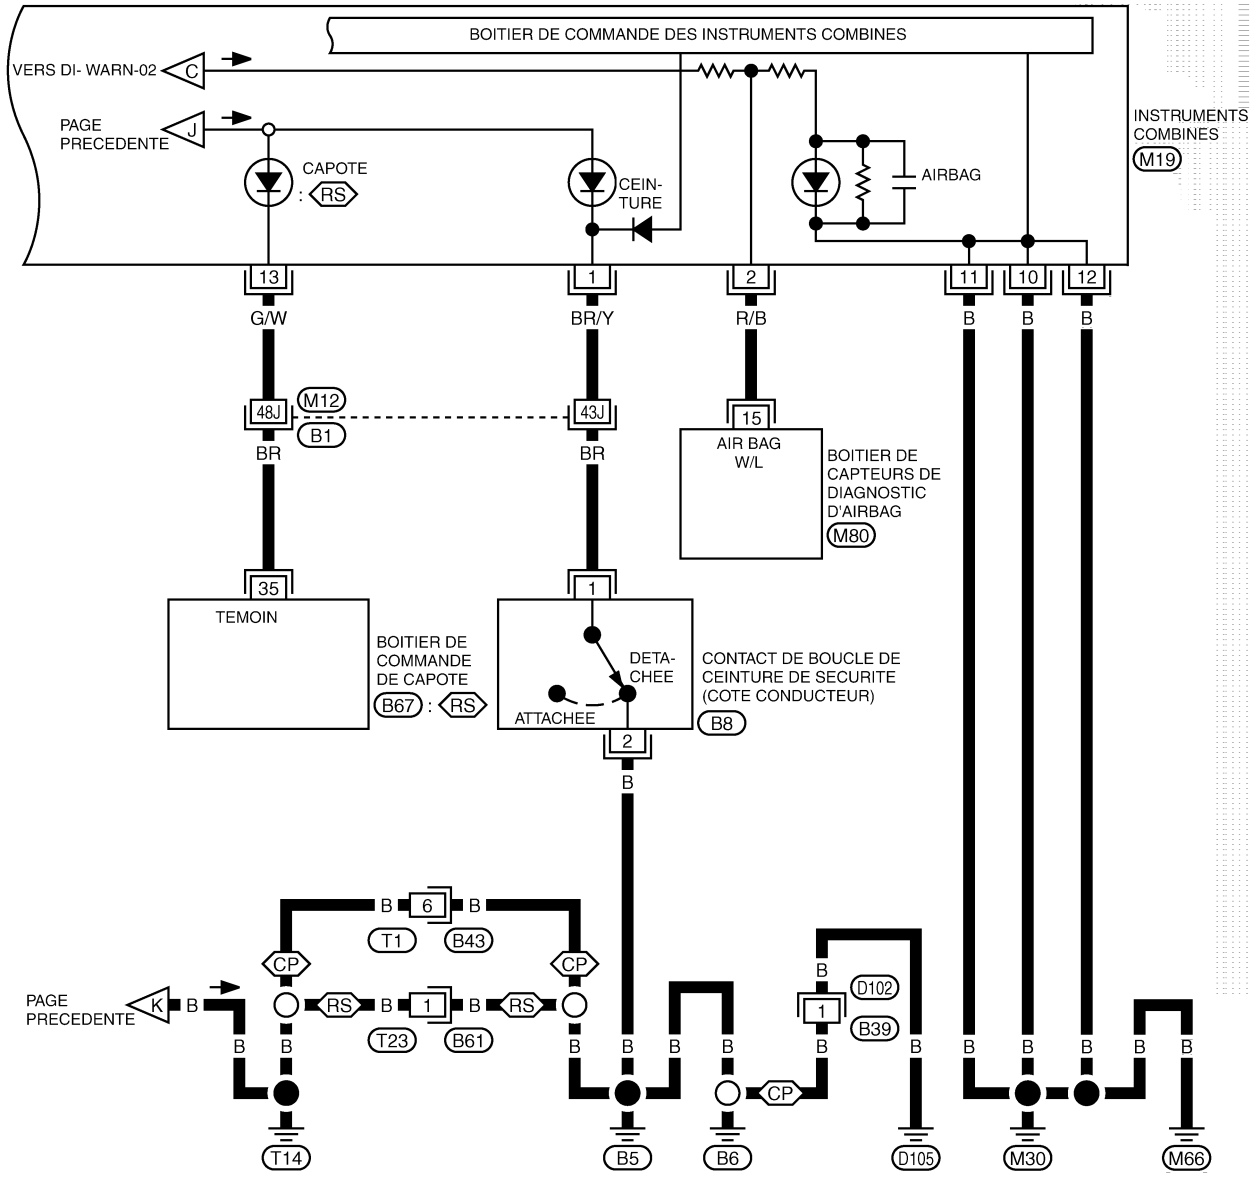 BOITIER DE COMMANDE DES INSTRUMENTS COMBINES
VERS DI- WARN-02
C
PAGE
PRECEDENTE
J
INSTRUMENTS
COMBINES
M19
CAPOTE
: RS
CEIN-
TURE
AIRBAG
13
1
2
11
10
12
G/W
BR/Y
R/B
B
B
B
48J
M12
B1
43J
BR
BR
15
AIR BAG
W/L
BOITIER DE
CAPTEURS DE
DIAGNOSTIC
D'AIRBAG
M80
35
TEMOIN
BOITIER DE
COMMANDE
DE CAPOTE
B67 : RS
1
DETA-
CHEE
ATTACHEE
CONTACT DE BOUCLE DE
CEINTURE DE SECURITE
(COTE CONDUCTEUR)
B8
2
B
B
6
B
T1
B43
CP
CP
PAGE
PRECEDENTE
K
B
RS
B
1
B
RS
T23
B61
B
D102
1
B39
B
B
B
B
B
B
B
B
B
B
B
B
B
CP
T14
B5
B6
D105
M30
M66